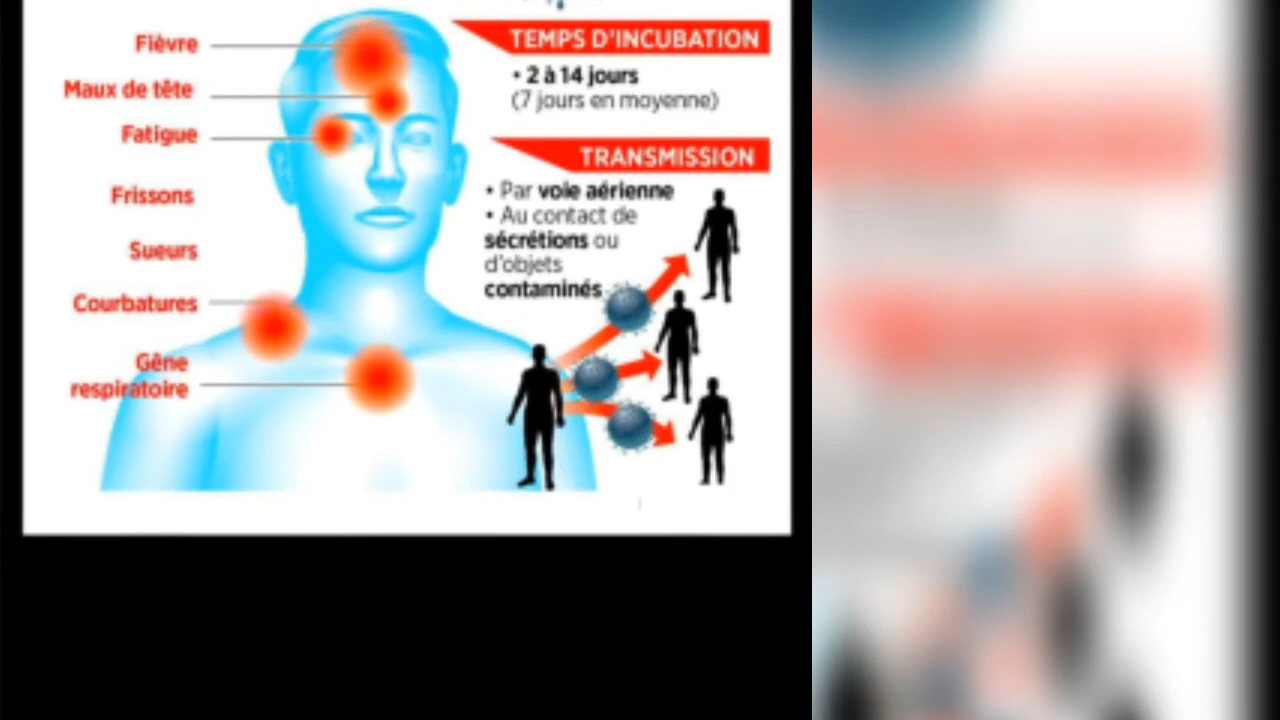 Fièvre
Maux de tête
Fatigue
Frissons
Sueurs
Courbatures
Gêne
respiratoire
TEMPS D'INCUBATION
• 2 à 14 jours
(7 jours en moyenne)
TRANSMISSION
• Par voie aérienne
• Au contact de
sécrétions ou
d'objets
contaminés